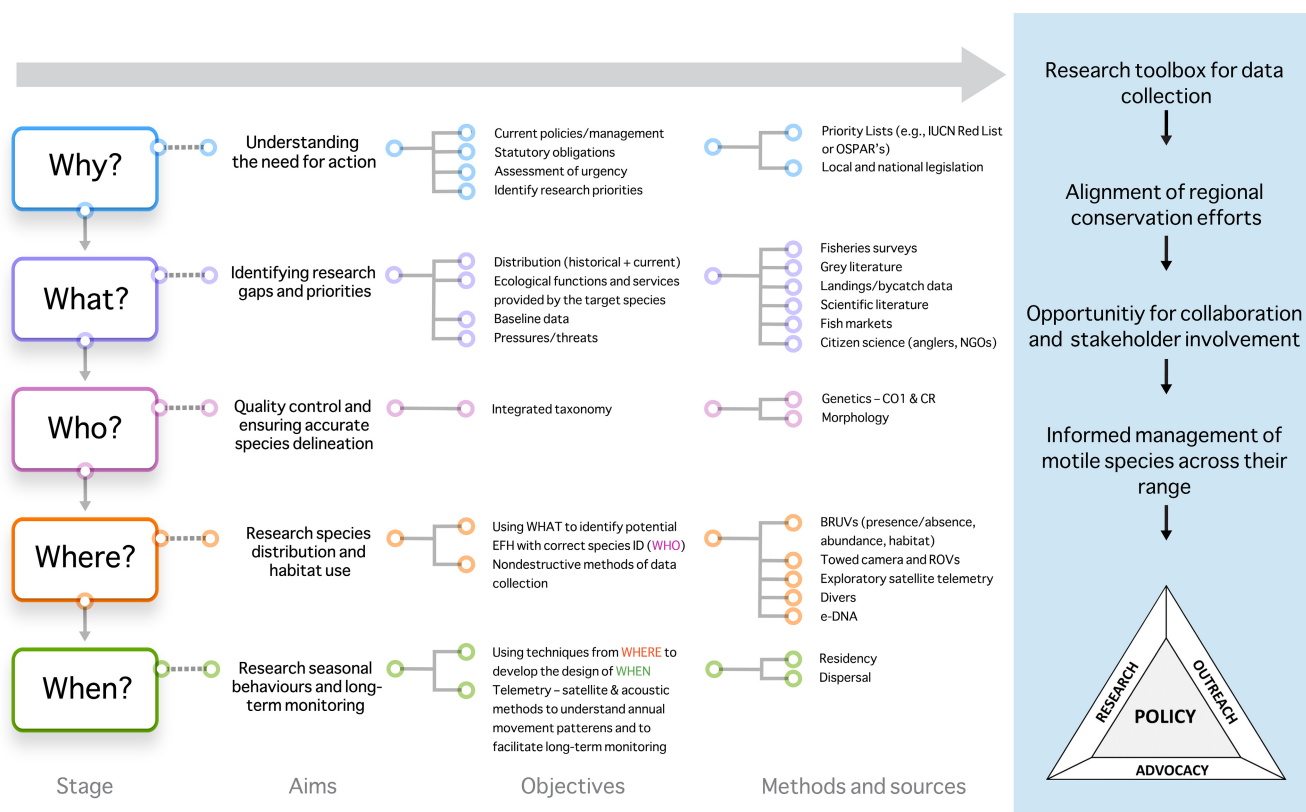 Why?
Understanding
the need for action
Current policies/management
Statutory obligations
Assessment of urgency
Identify research priorities
Priority Lists (e.g., IUCN Red List
or OSPAR's)
Local and national legislation
What?
Identifying research
gaps and priorities
Distribution (historical + current)
Ecological functions and services
provided by the target species
Baseline data
Pressures/threats
Fisheries surveys
Grey literature
Landings/bycatch data
Scientific literature
Fish markets
Citizen science (anglers, NGOs)
Who?
Quality control and
ensuring accurate
species delineation
Integrated taxonomy
Genetics – CO1 & CR
Morphology
Where?
Research species
distribution and
habitat use
Using WHAT to identify potential
EFH with correct species ID (WHO)
Nondestructive methods of data
collection
BRUVs (presence/absence,
abundance, habitat)
Towed camera and ROVs
Exploratory satellite telemetry
Divers
e-DNA
When?
Research seasonal
behaviours and long-
term monitoring
Using techniques from WHERE to
develop the design of WHEN
Telemetry – satellite & acoustic
methods to understand annual
movement patterens and to
facilitate long-term monitoring
Residency
Dispersal
Stage
Aims
Objectives
Methods and sources
Research toolbox for data
collection
Alignment of regional
conservation efforts
Opportunitiy for collaboration
and stakeholder involvement
Informed management of
motile species across their
range
RESEARCH
OUTREACH
POLICY
ADVOCACY